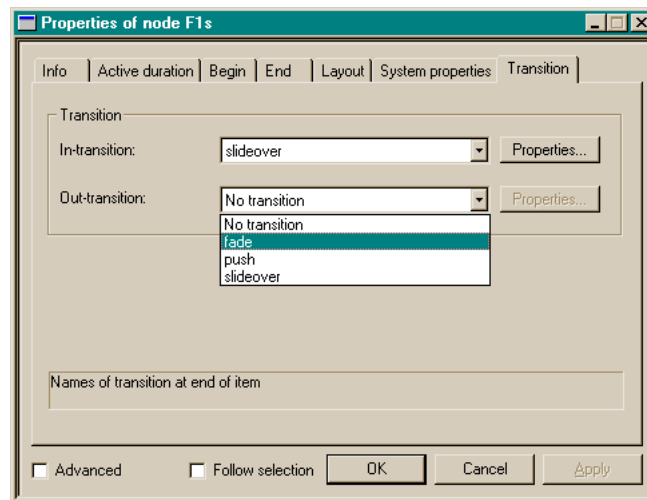 Properties of node F1s
Info Active duration Begin End Layout System properties Transition
Transition
In-transition: slideover Properties...
Out-transition: No transition Properties...
No transition
fade
push
slideover
Names of transition at end of item
Advanced Follow selection OK Cancel Apply